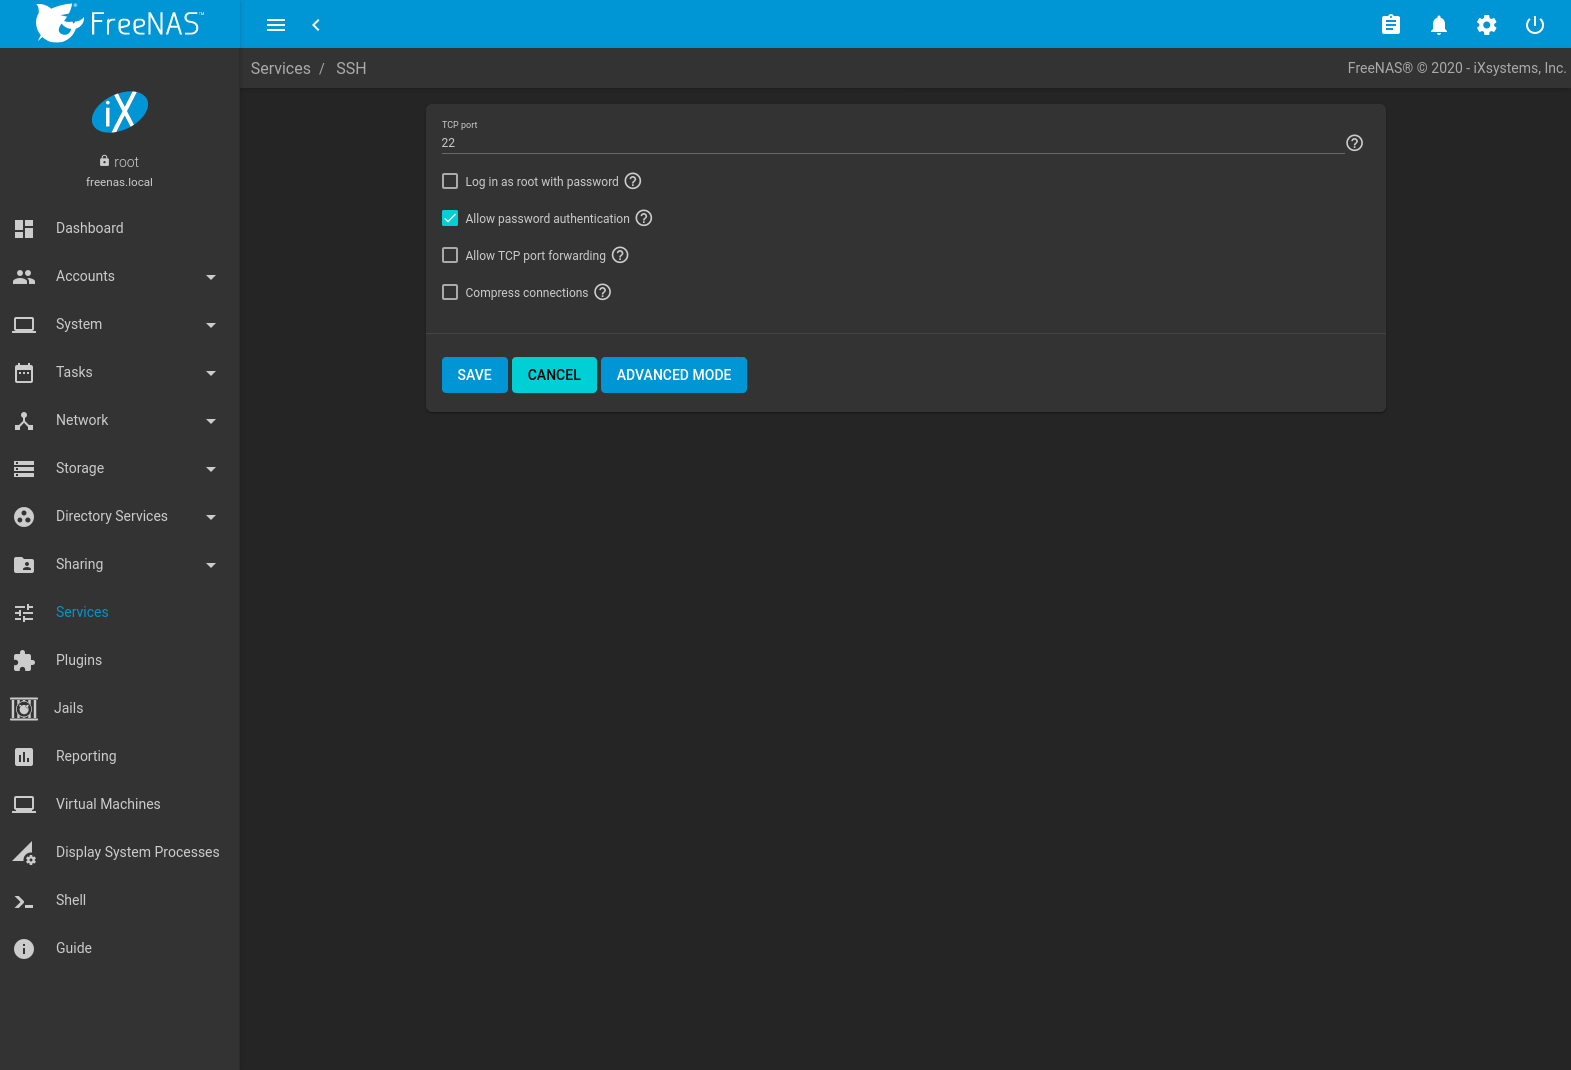 FreeNAS™
Services / SSH
FreeNAS® © 2020 - iXsystems, Inc.
iX
root
freenas.local
Dashboard
Accounts
System
Tasks
Network
Storage
Directory Services
Sharing
Services
Plugins
Jails
Reporting
Virtual Machines
Display System Processes
Shell
Guide
TCP port
22
Log in as root with password
Allow password authentication
Allow TCP port forwarding
Compress connections
SAVE CANCEL ADVANCED MODE